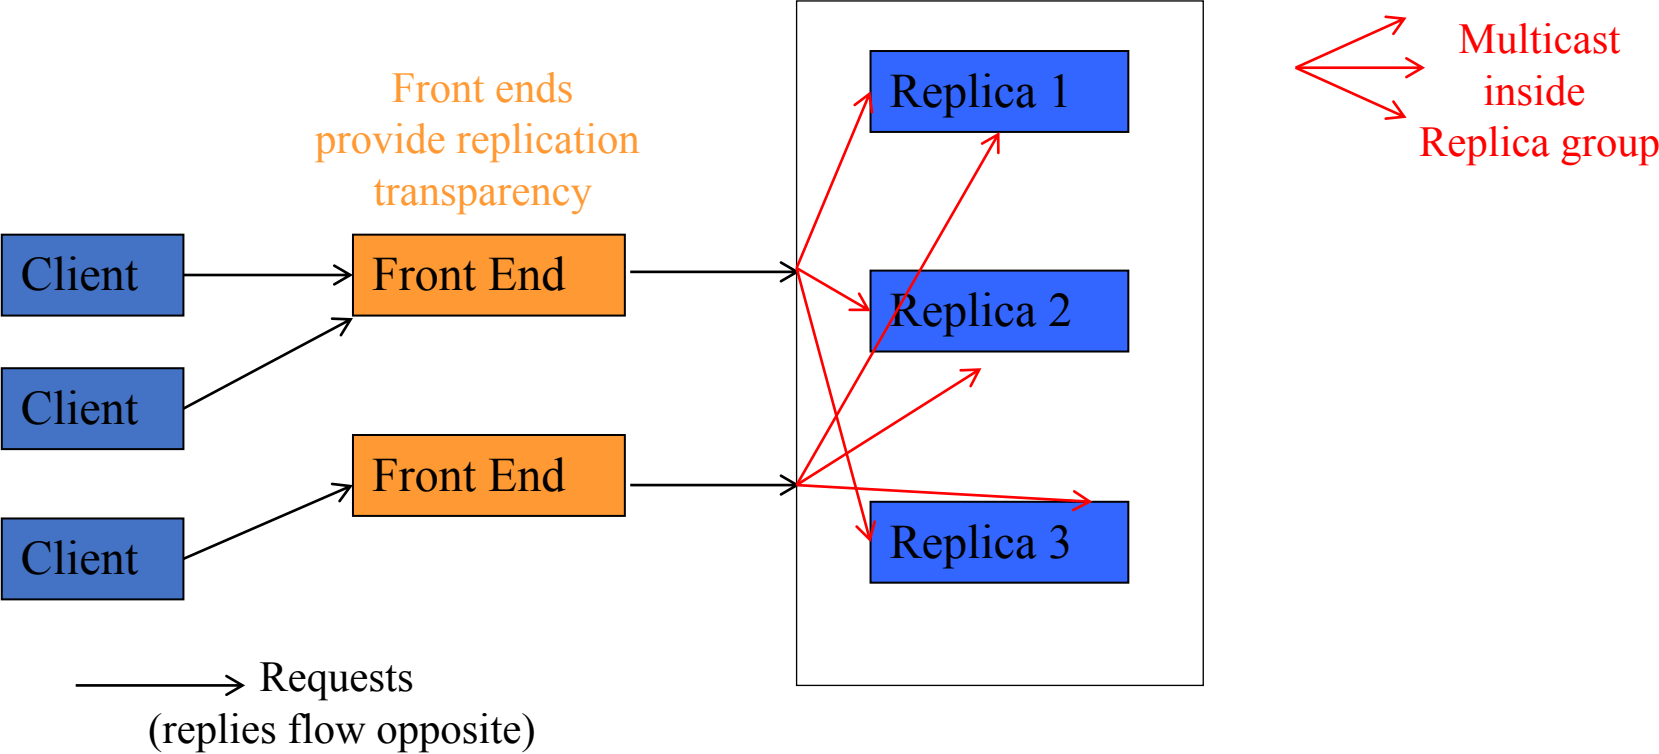 Front ends
provide replication
transparency
Client
Client
Client
Front End
Front End
Replica 1
Replica 2
Replica 3
Multicast
inside
Replica group
Requests
(replies flow opposite)